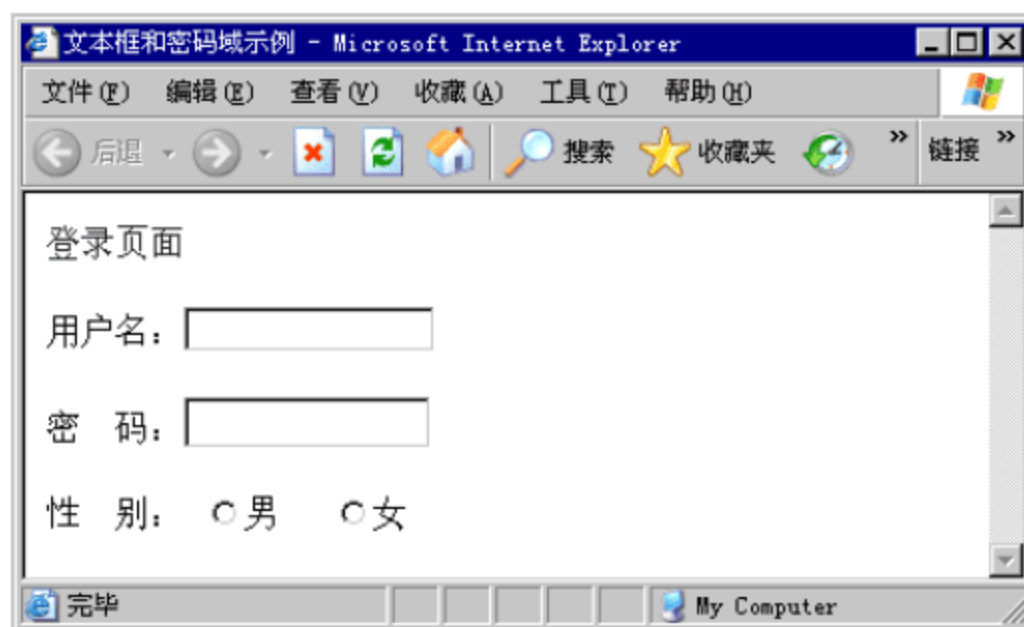 文本框和密码域示例 - Microsoft Internet Explorer
文件(F) 编辑(E) 查看(V) 收藏(A) 工具(T) 帮助(H)
后退 搜索 收藏夹 » 链接 »
登录页面
用户名：
密 码：
性 别： 男 女
完毕 My Computer